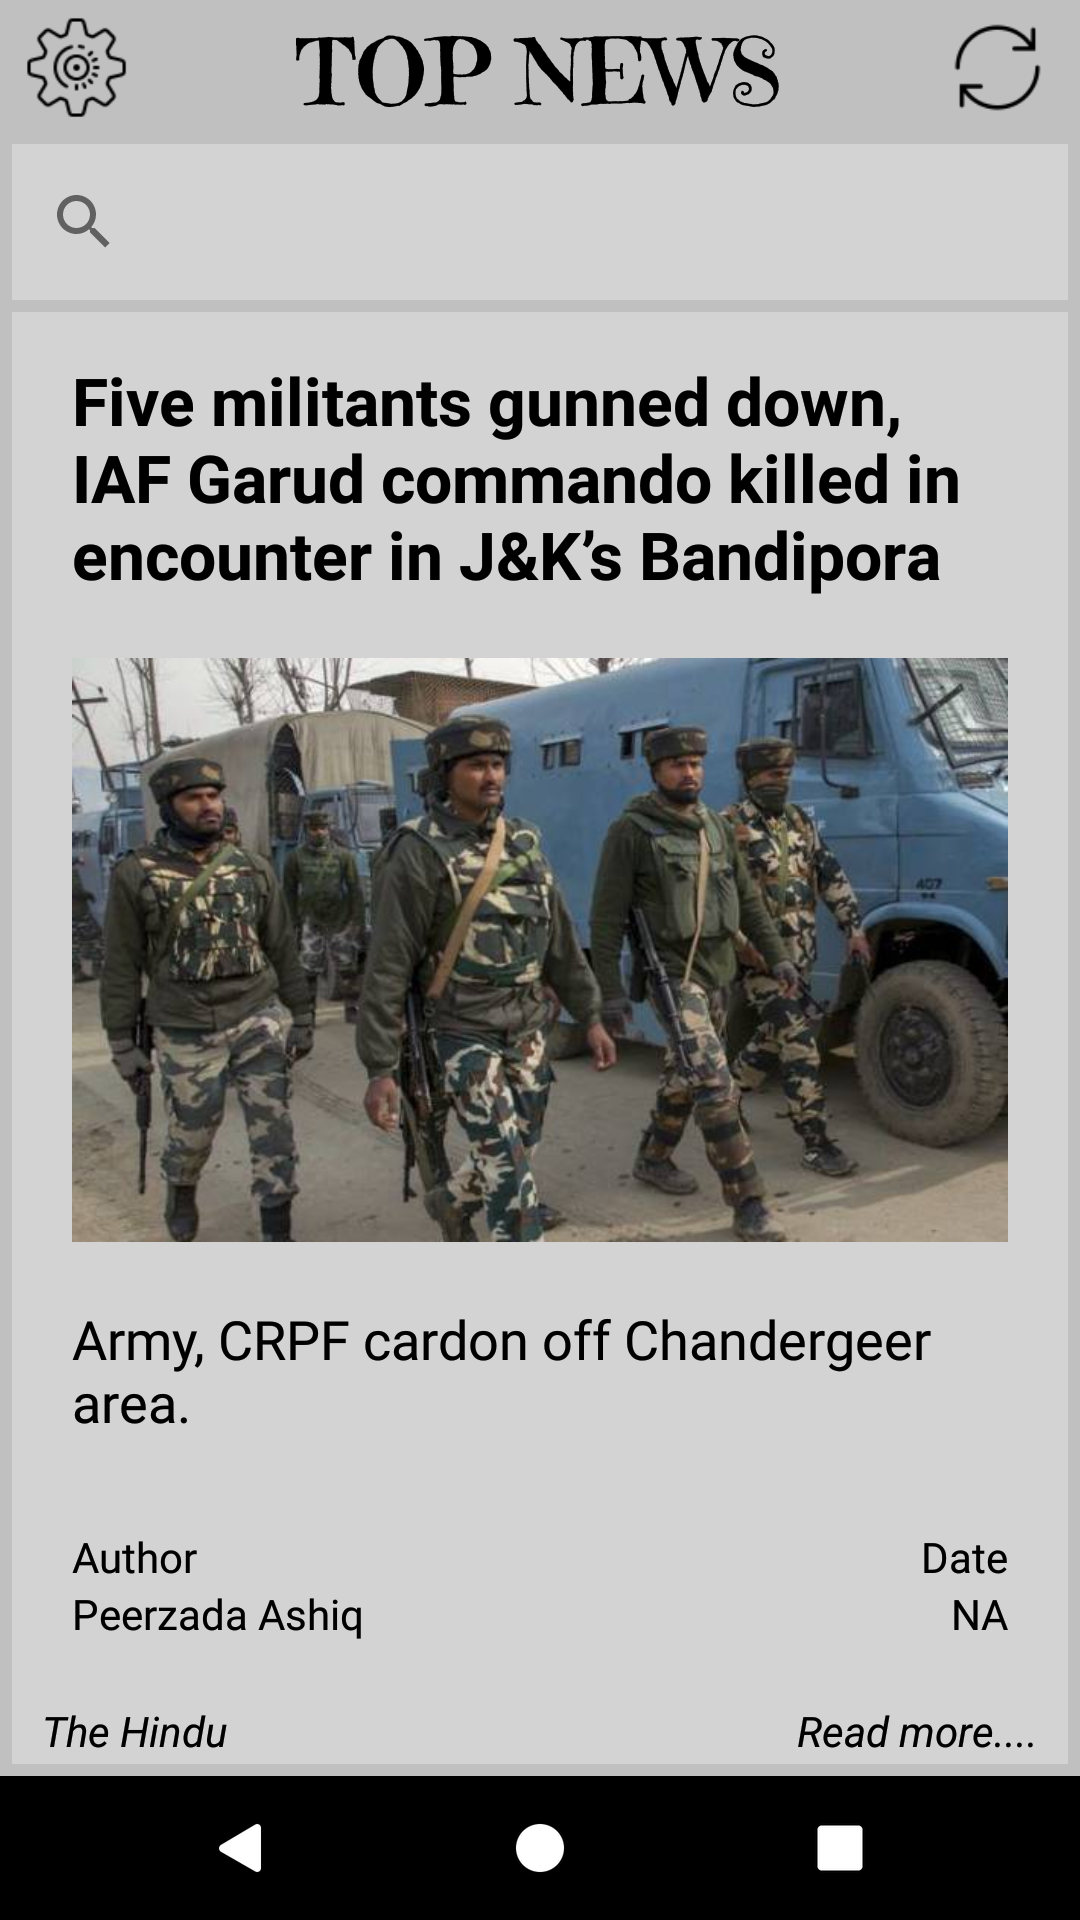 TOP NEWS
Five militants gunned down,
IAF Garud commando killed in
encounter in J&K’s Bandipora
407
Army, CRPF cardon off Chandergeer
area.
Author
Date
Peerzada Ashiq
NA
The Hindu
Read more....